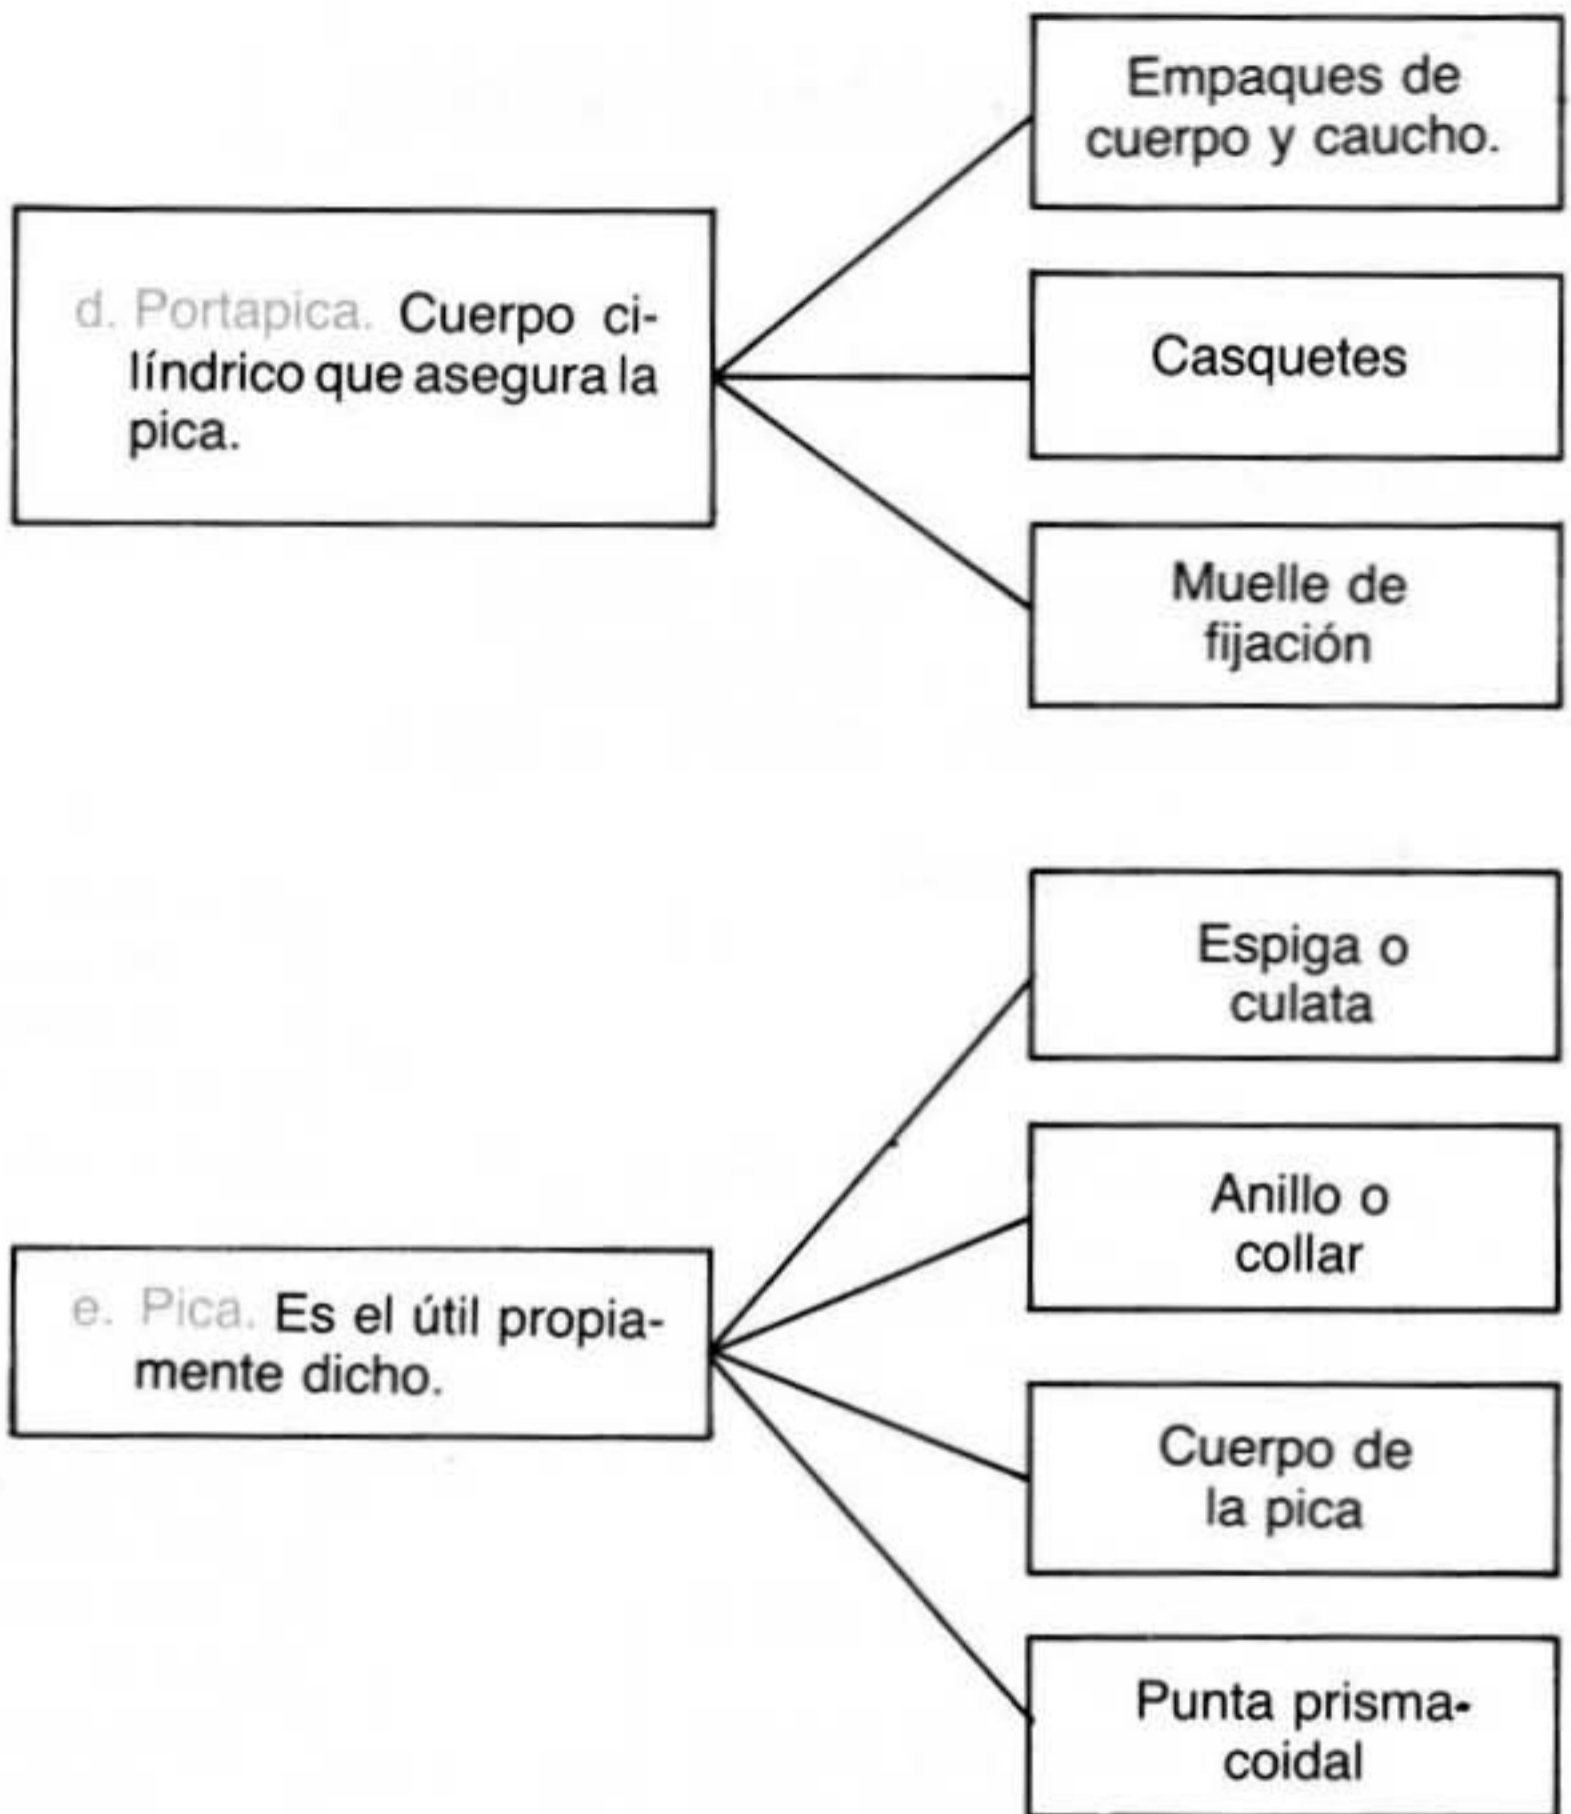 Empaques de
cuerpo y caucho.
d. Portapica. Cuerpo ci-
líndrico que asegura la
pica.
Casquetes
Muelle de
fijación
Espiga o
culata
Anillo o
collar
e. Pica. Es el útil propia-
mente dicho.
Cuerpo de
la pica
Punta prisma-
coidal